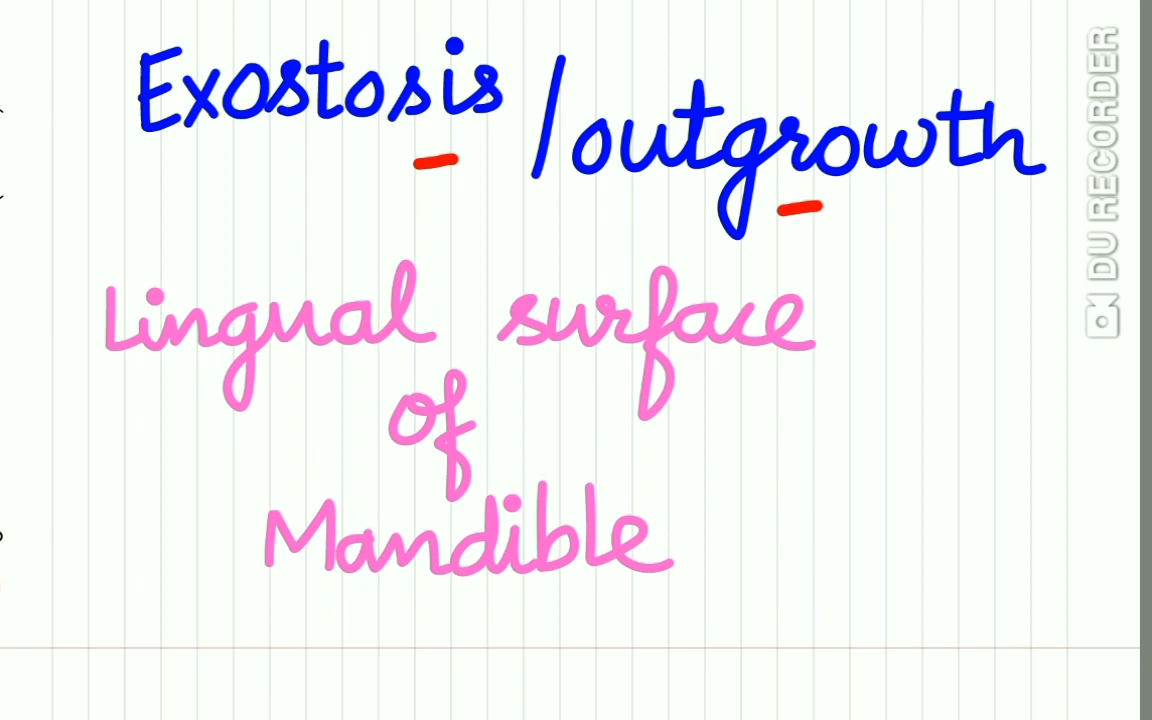 Exostosis /outgrowth
Lingual surface
of
Mandible
DU RECORDER